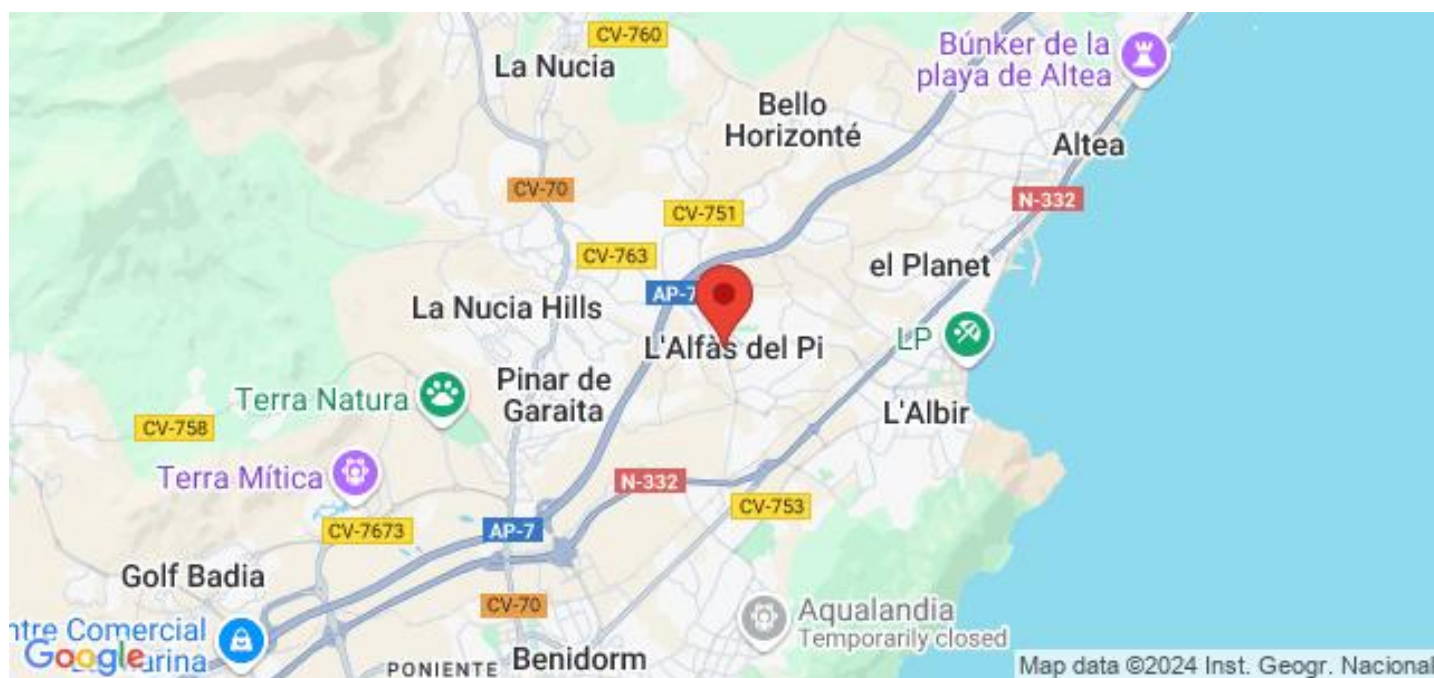 CV-760
La Nucia
Búnker de la
playa de Altea
Bello
Horizonté
Altea
CV-70
N-332
CV-751
CV-763
el Planet
AP-7
La Nucia Hills
L'Alfàs del Pi
LP
Pinar de
Garaita
Terra Natura
L'Albir
CV-758
Terra Mítica
N-332
CV-753
CV-7673
AP-7
Golf Badia
CV-70
Aqualandia
Temporarily closed
Comercial
Google
PONIENTE
Benidorm
Map data ©2024 Inst. Geogr. Nacional